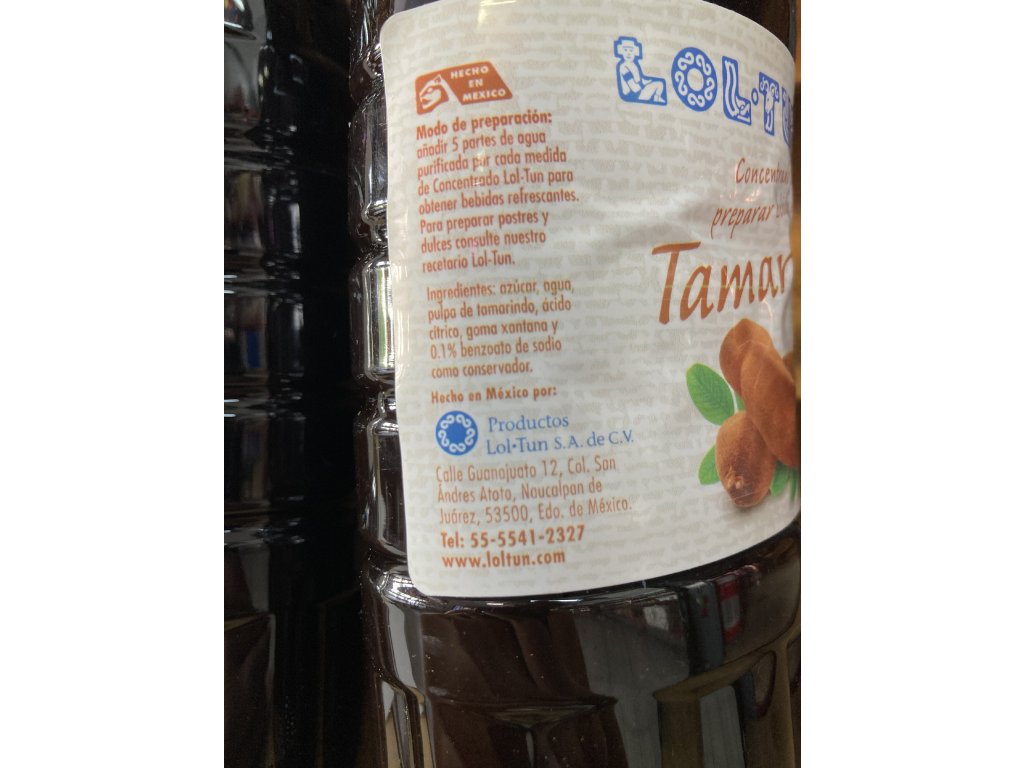 HECHO
EN
MEXICO
Modo de preparación:
añadir 5 partes de agua
purificada por cada medida
de Concentrado Lol-Tun para
obtener bebidas refrescantes.
Para preparar postres y
dulces consulte nuestro
recetario Lol-Tun.
Ingredientes: azúcar, agua,
pulpa de tamarindo, ácido
cítrico, goma xantana y
0.1% benzoato de sodio
como conservador.
Hecho en México por:
Productos
Lol•Tun S.A. de C.V.
Calle Guanajuato 12, Col. San
Ándres Atoto, Naucalpan de
Juárez, 53500, Edo. de México.
Tel: 55-5541-2327
www.loltun.com
LOL•T
Concentra
preparar
Tamar